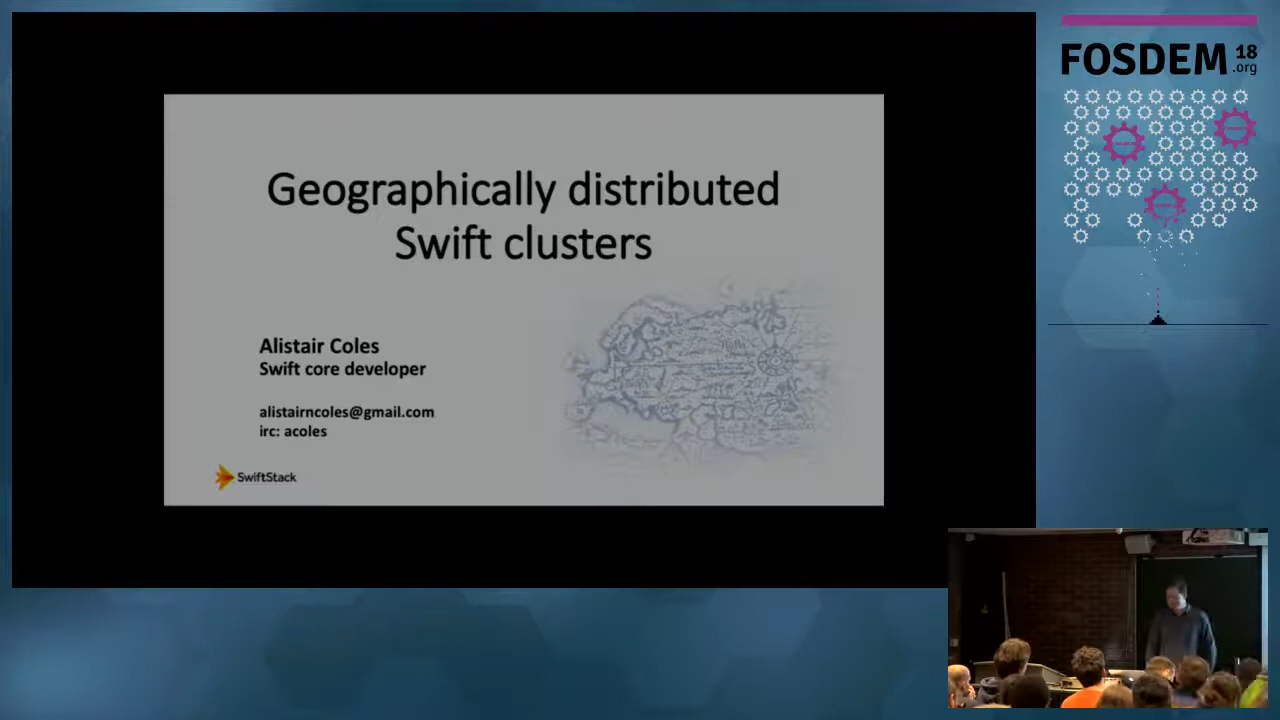 Geographically distributed
Swift clusters
Alistair Coles
Swift core developer
alistairncoles@gmail.com
irc: acoles
SwiftStack
FOSDEM 18
.org